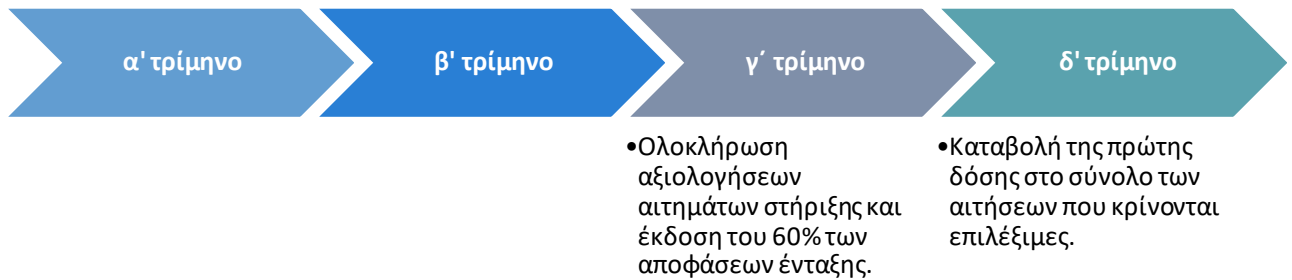 α' τρίμηνο
β' τρίμηνο
γ΄ τρίμηνο
δ' τρίμηνο
•Ολοκλήρωση
αξιολογήσεων
αιτημάτων στήριξης και
έκδοση του 60% των
αποφάσεων ένταξης.
•Καταβολή της πρώτης
δόσης στο σύνολο των
αιτήσεων που κρίνονται
επιλέξιμες.